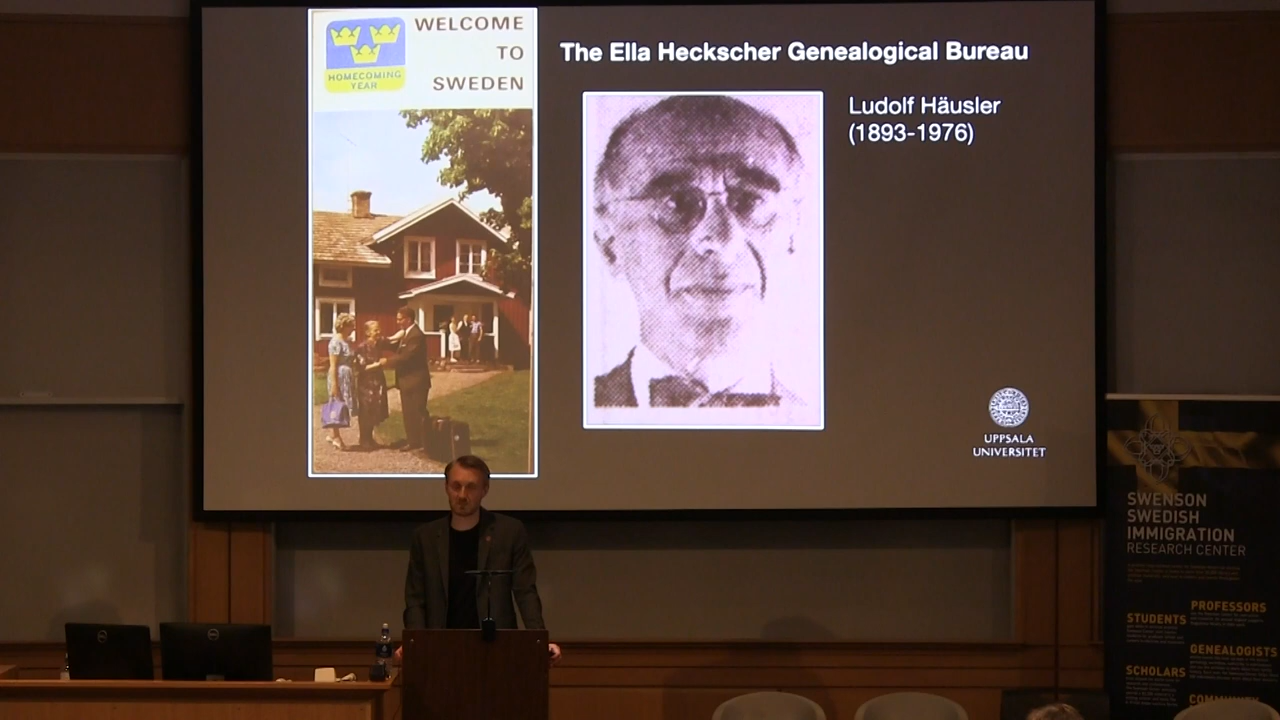 WELCOME
TO
SWEDEN
HOMECOMING
YEAR
The Ella Heckscher Genealogical Bureau
Ludolf Häusler
(1893-1976)
UPPSALA
UNIVERSITET
SWENSON
SWEDISH
IMMIGRATION
RESEARCH CENTER
PROFESSORS
STUDENTS
GENEALOGISTS
SCHOLARS